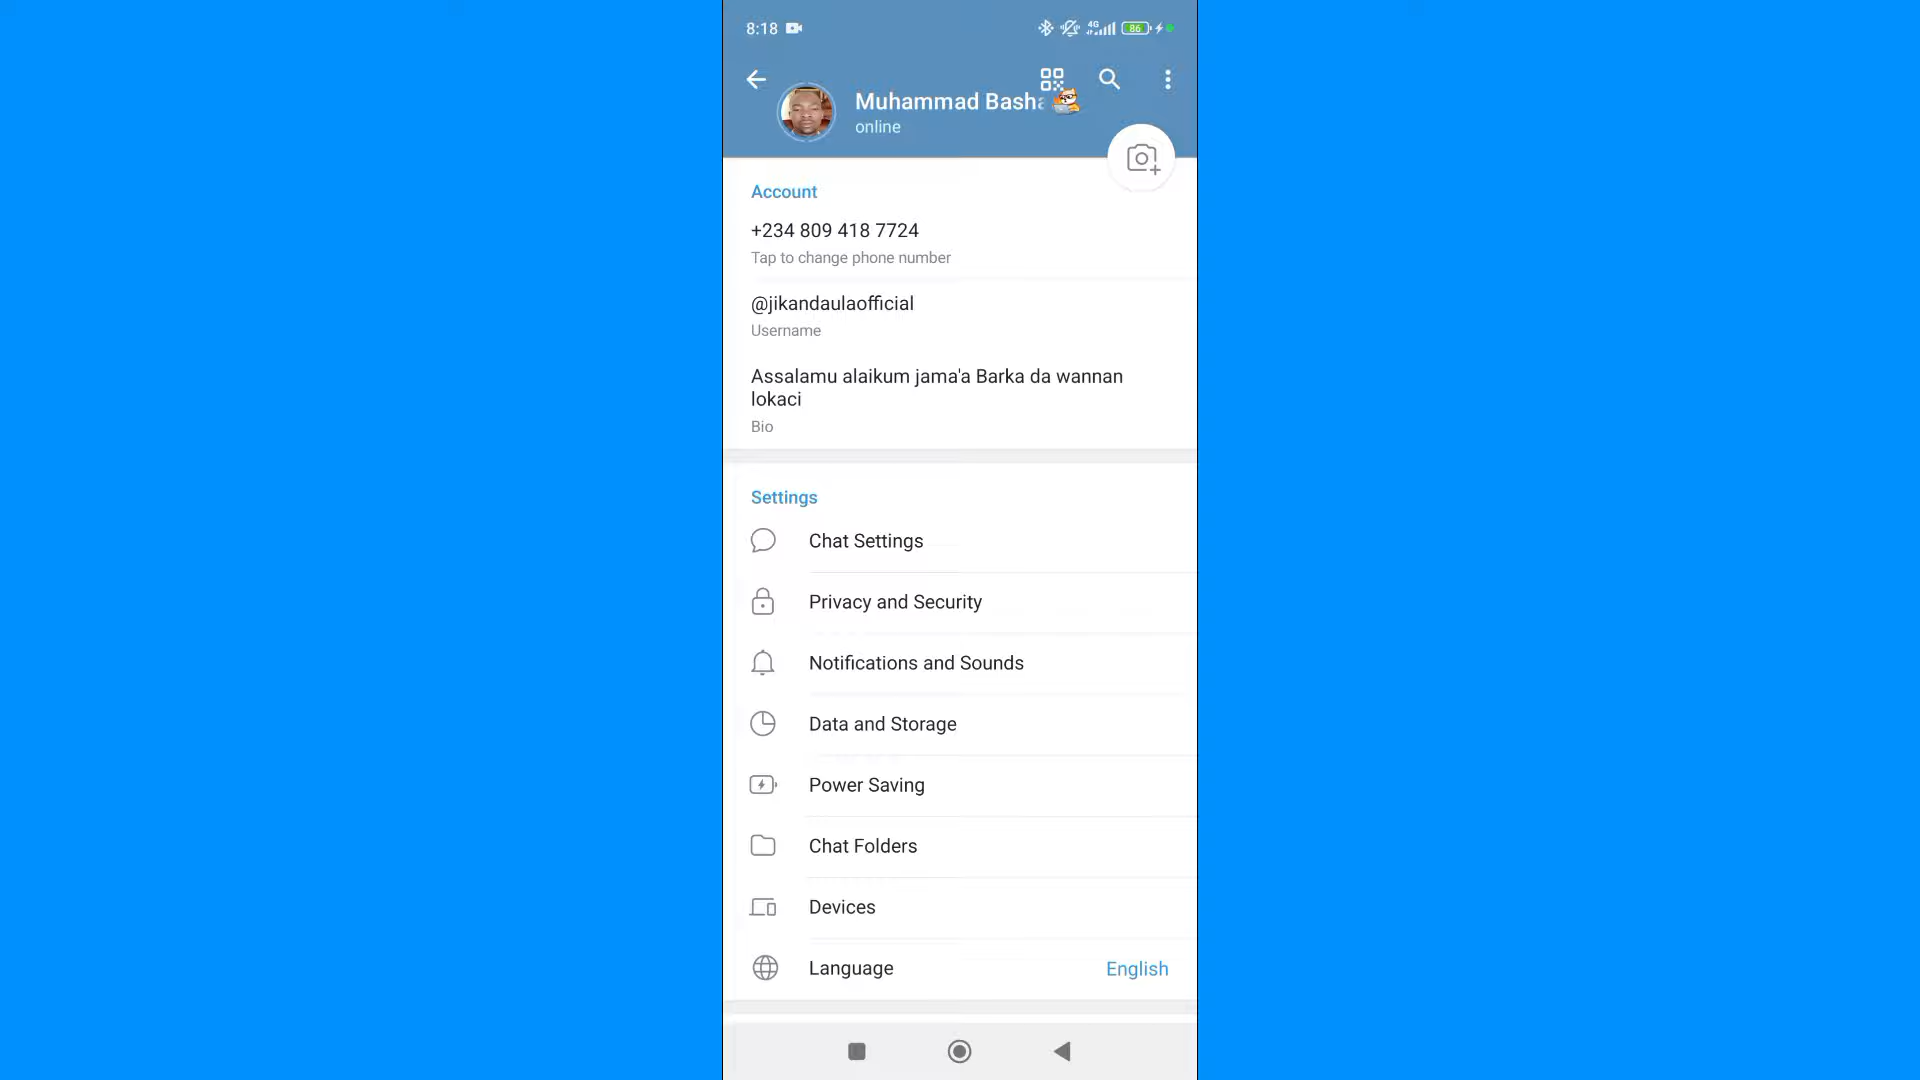 8:18
4G
86
Muhammad Basha
online
Account
+234 809 418 7724
Tap to change phone number
@jikandaulaofficial
Username
Assalamu alaikum jama'a Barka da wannan
lokaci
Bio
Settings
Chat Settings
Privacy and Security
Notifications and Sounds
Data and Storage
Power Saving
Chat Folders
Devices
Language English